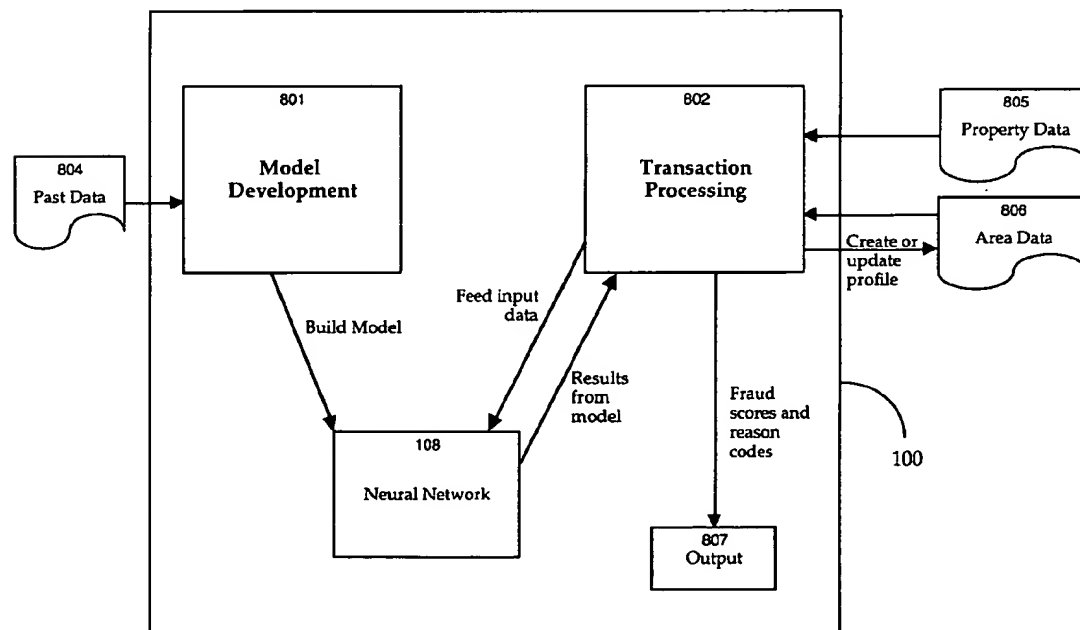 801
Model
Development
802
Transaction
Processing
805
Property Data
804
Past Data
806
Area Data
Create or
update
profile
Feed input
data
Build Model
Results
from
model
Fraud
scores and
reason
codes
100
108
Neural Network
807
Output